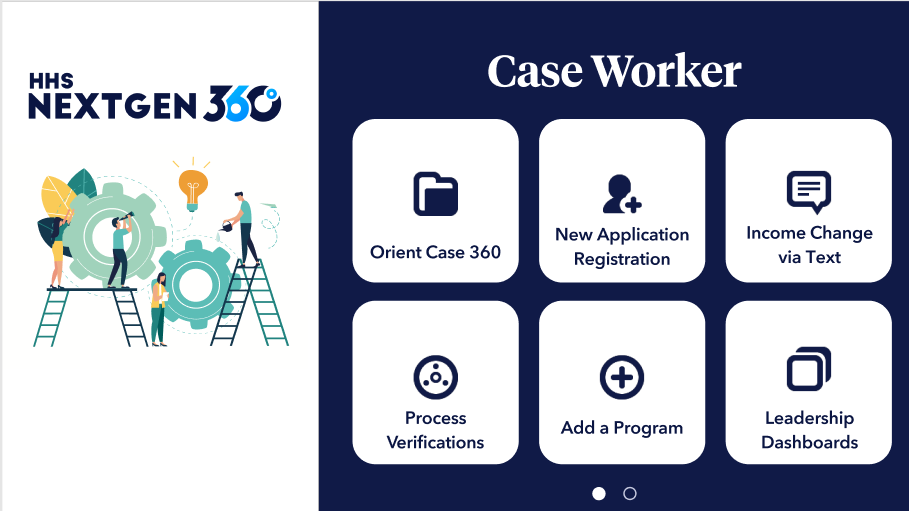 HHS
NEXTGEN 360°
Case Worker
Orient Case 360
New Application
Registration
Income Change
via Text
Process
Verifications
Add a Program
Leadership
Dashboards